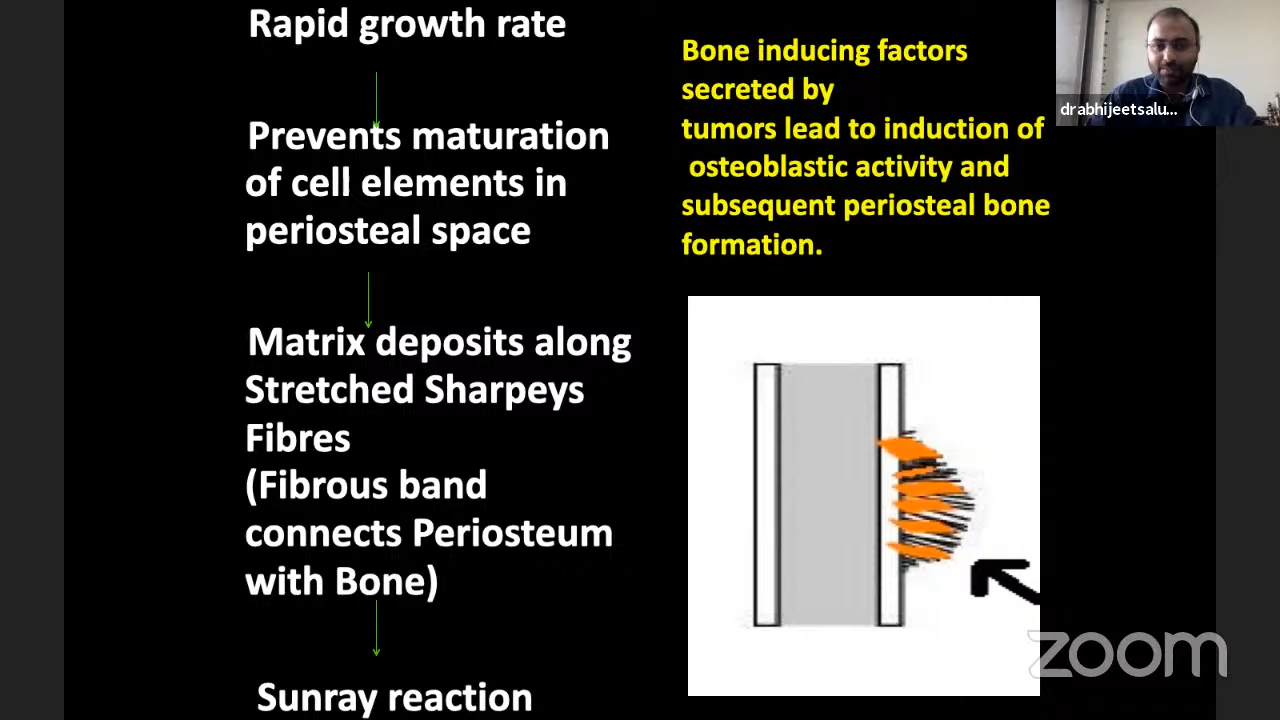 Rapid growth rate
Prevents maturation
of cell elements in
periosteal space
Matrix deposits along
Stretched Sharpeys
Fibres
(Fibrous band
connects Periosteum
with Bone)
Sunray reaction
Bone inducing factors
secreted by
tumors lead to induction of
osteoblastic activity and
subsequent periosteal bone
formation.
drabhijeetsalu...
zoom